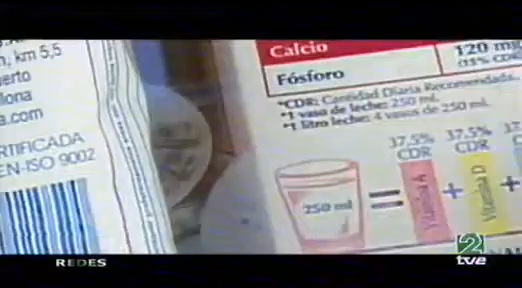 , km 5,5
erto
lona
a.com
RTIFICADA
EN-ISO 9002
Calcio
120 mg
(15% CDR)
Fósforo
*CDR: Cantidad Diaria Recomendada.
*1 vaso de leche: 250 ml.
*1 litro leche: 4 vasos de 250 ml.
37,5% CDR
37,5% CDR
250 ml
=
Vitamina A
+
Vitamina D
+
REDES
2
tve